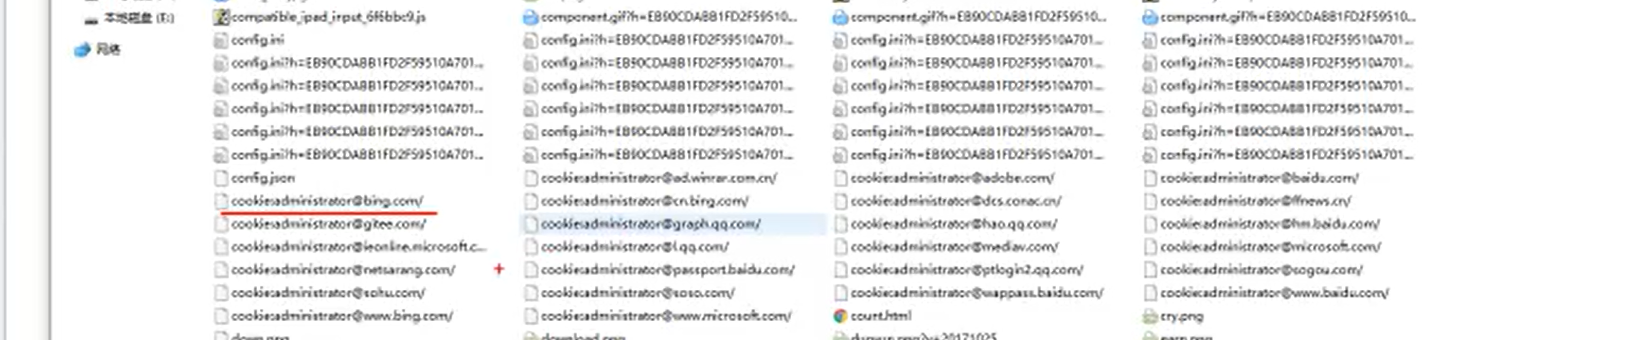 本地磁盘 (E:)
网络
compatible_ipad_input_6f6bbc9.js component.gif?h=EB90CDABB1FD2F59510... component.gif?h=EB90CDABB1FD2F59510... component.gif?h=EB90CDABB1FD2F59510...
config.ini config.ini?h=EB90CDABB1FD2F59510A701... config.ini?h=EB90CDABB1FD2F59510A701... config.ini?h=EB90CDABB1FD2F59510A701...
config.ini?h=EB90CDABB1FD2F59510A701... config.ini?h=EB90CDABB1FD2F59510A701... config.ini?h=EB90CDABB1FD2F59510A701... config.ini?h=EB90CDABB1FD2F59510A701...
config.ini?h=EB90CDABB1FD2F59510A701... config.ini?h=EB90CDABB1FD2F59510A701... config.ini?h=EB90CDABB1FD2F59510A701... config.ini?h=EB90CDABB1FD2F59510A701...
config.ini?h=EB90CDABB1FD2F59510A701... config.ini?h=EB90CDABB1FD2F59510A701... config.ini?h=EB90CDABB1FD2F59510A701... config.ini?h=EB90CDABB1FD2F59510A701...
config.ini?h=EB90CDABB1FD2F59510A701... config.ini?h=EB90CDABB1FD2F59510A701... config.ini?h=EB90CDABB1FD2F59510A701... config.ini?h=EB90CDABB1FD2F59510A701...
config.ini?h=EB90CDABB1FD2F59510A701... config.ini?h=EB90CDABB1FD2F59510A701... config.ini?h=EB90CDABB1FD2F59510A701... config.ini?h=EB90CDABB1FD2F59510A701...
config.json cookie:administrator@ad.winrar.com.cn/ cookie:administrator@adobe.com/ cookie:administrator@baidu.com/
cookie:administrator@bing.com/ cookie:administrator@cn.bing.com/ cookie:administrator@dcs.conac.cn/ cookie:administrator@ffnews.cn/
cookie:administrator@gitee.com/ cookie:administrator@graph.qq.com/ cookie:administrator@hao.qq.com/ cookie:administrator@hm.baidu.com/
cookie:administrator@ieonline.microsoft.c... cookie:administrator@l.qq.com/ cookie:administrator@mediav.com/ cookie:administrator@microsoft.com/
cookie:administrator@netsarang.com/ cookie:administrator@passport.baidu.com/ cookie:administrator@ptlogin2.qq.com/ cookie:administrator@sogou.com/
cookie:administrator@sohu.com/ cookie:administrator@soso.com/ cookie:administrator@wappass.baidu.com/ cookie:administrator@www.baidu.com/
cookie:administrator@www.bing.com/ cookie:administrator@www.microsoft.com/ count.html cry.png
down.png download.png